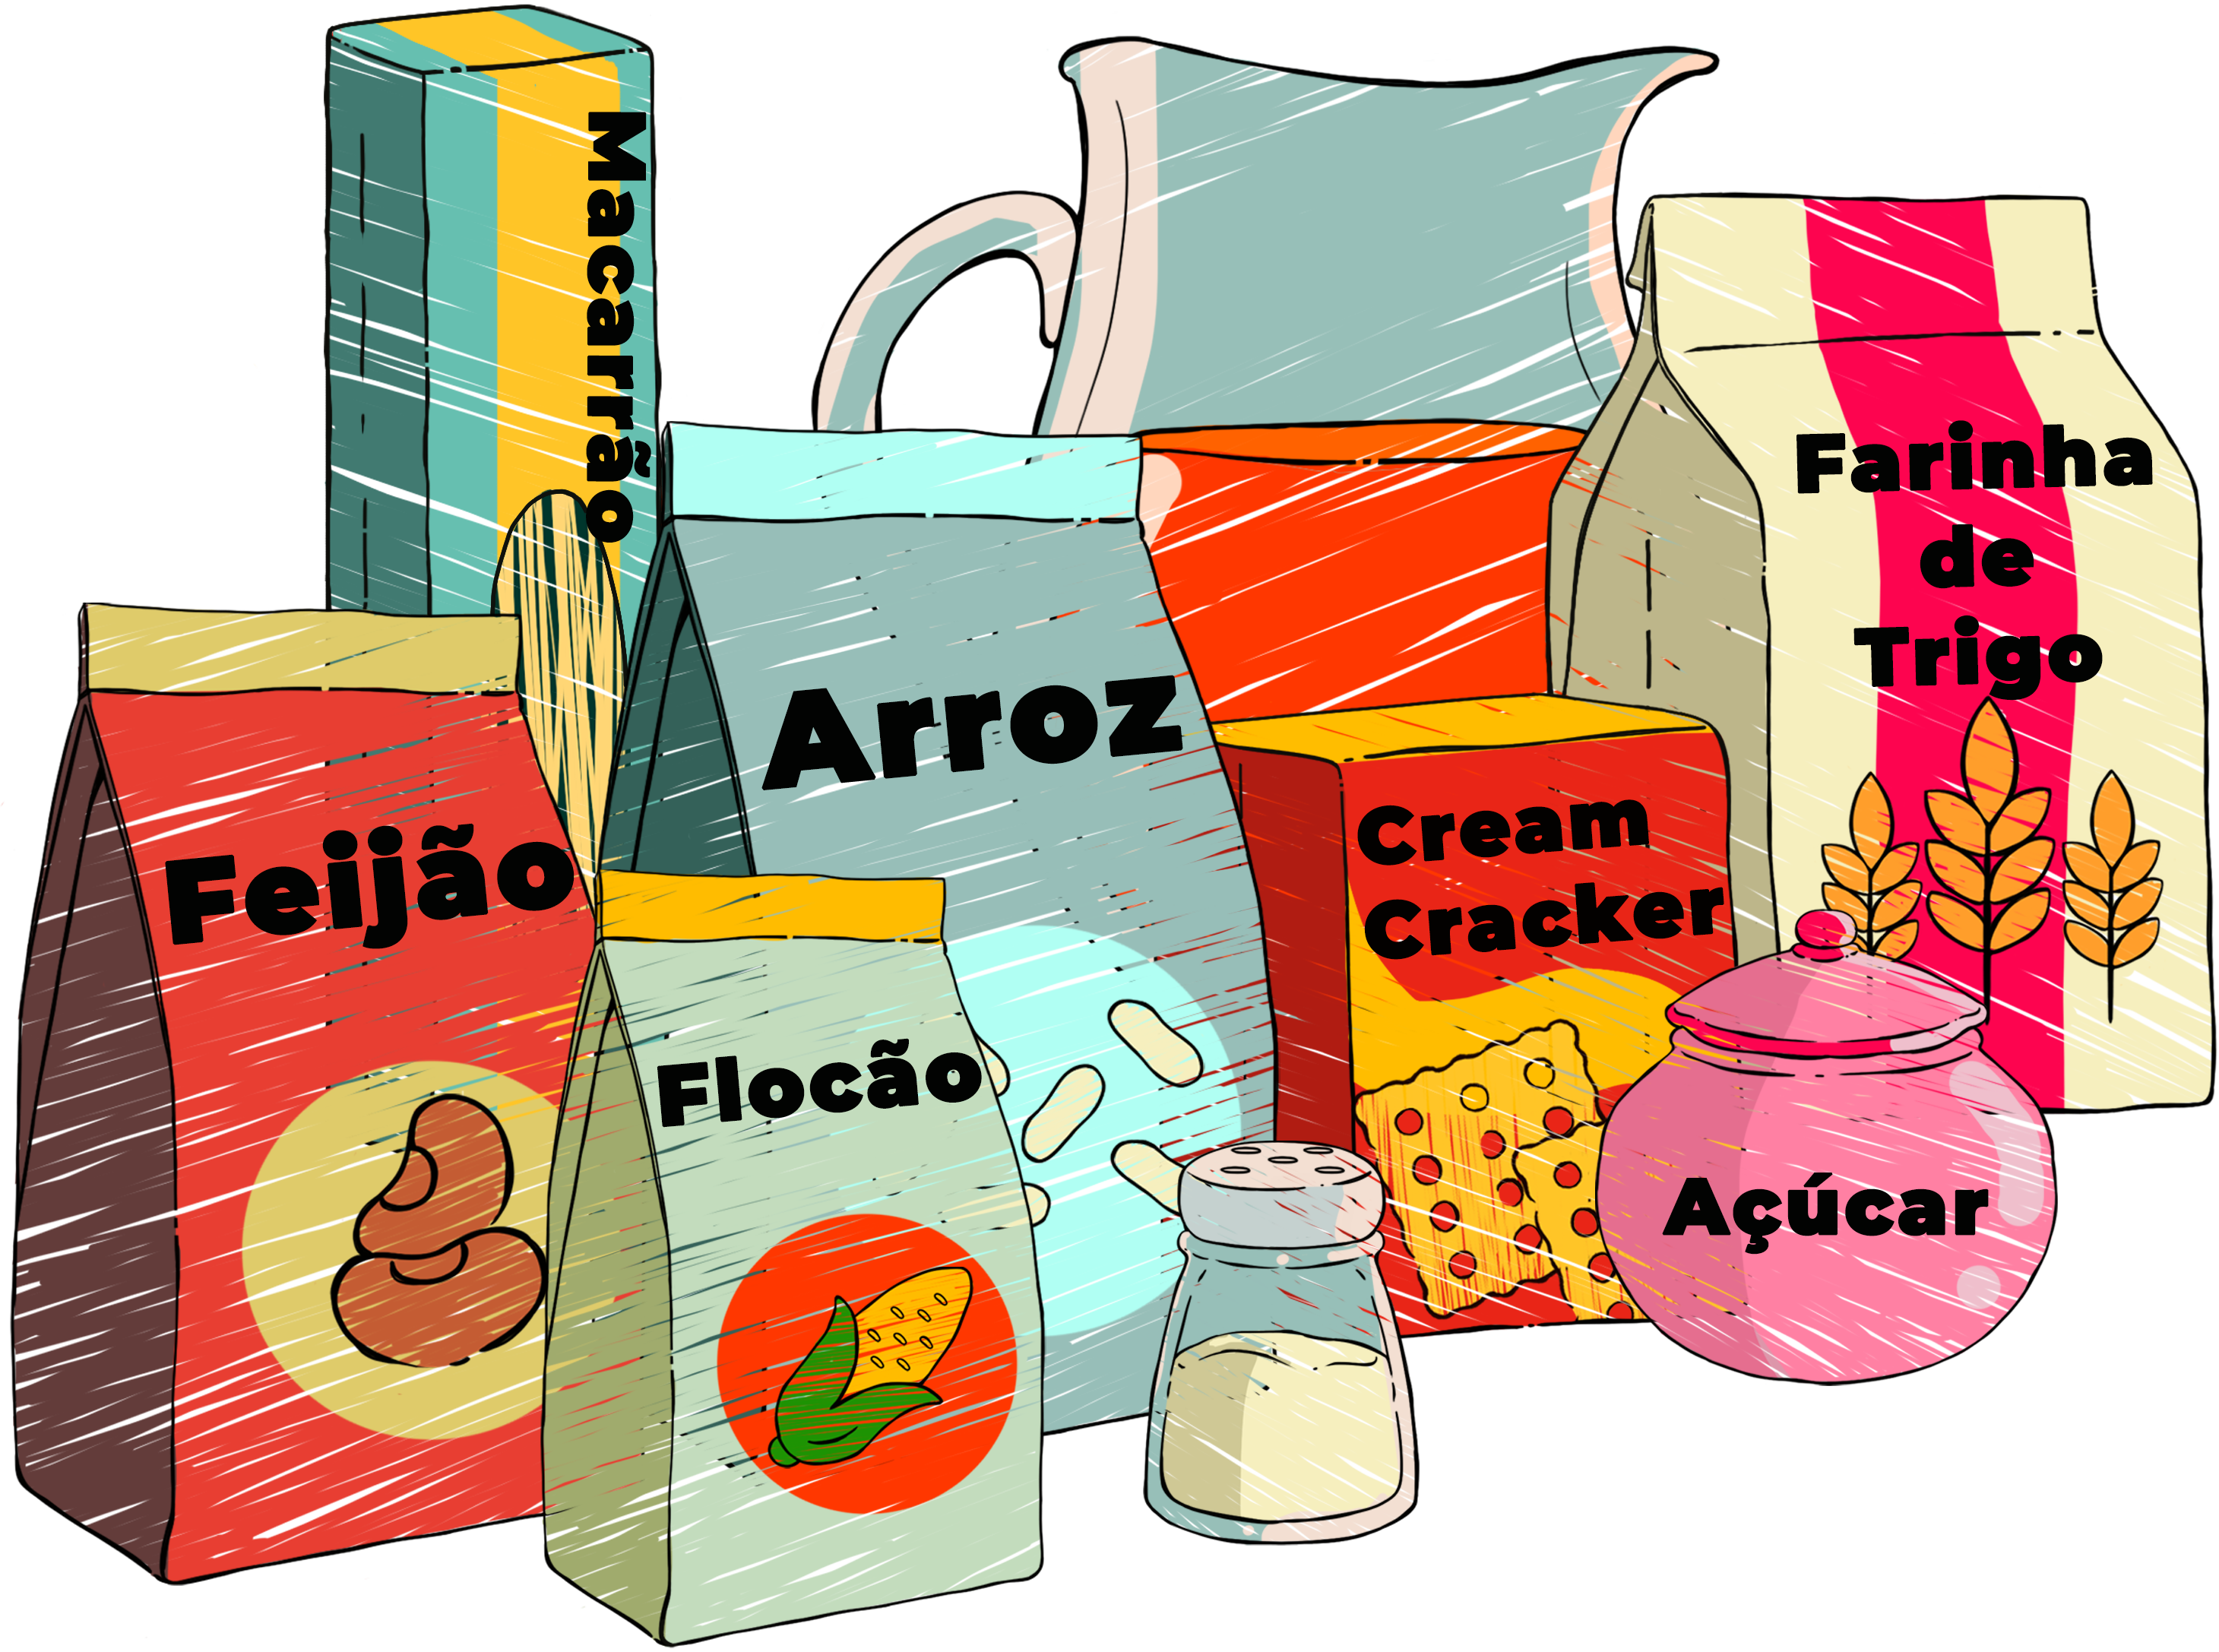 Macarrão
Farinha
de
Trigo
Arroz
Cream
Cracker
Feijão
Flocão
Açúcar